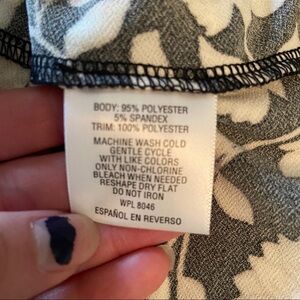 BODY: 95% POLYESTER
5% SPANDEX
TRIM: 100% POLYESTER
MACHINE WASH COLD
GENTLE CYCLE
WITH LIKE COLORS
ONLY NON-CHLORINE
BLEACH WHEN NEEDED
RESHAPE DRY FLAT
DO NOT IRON
WPL 8046
ESPAÑOL EN REVERSO